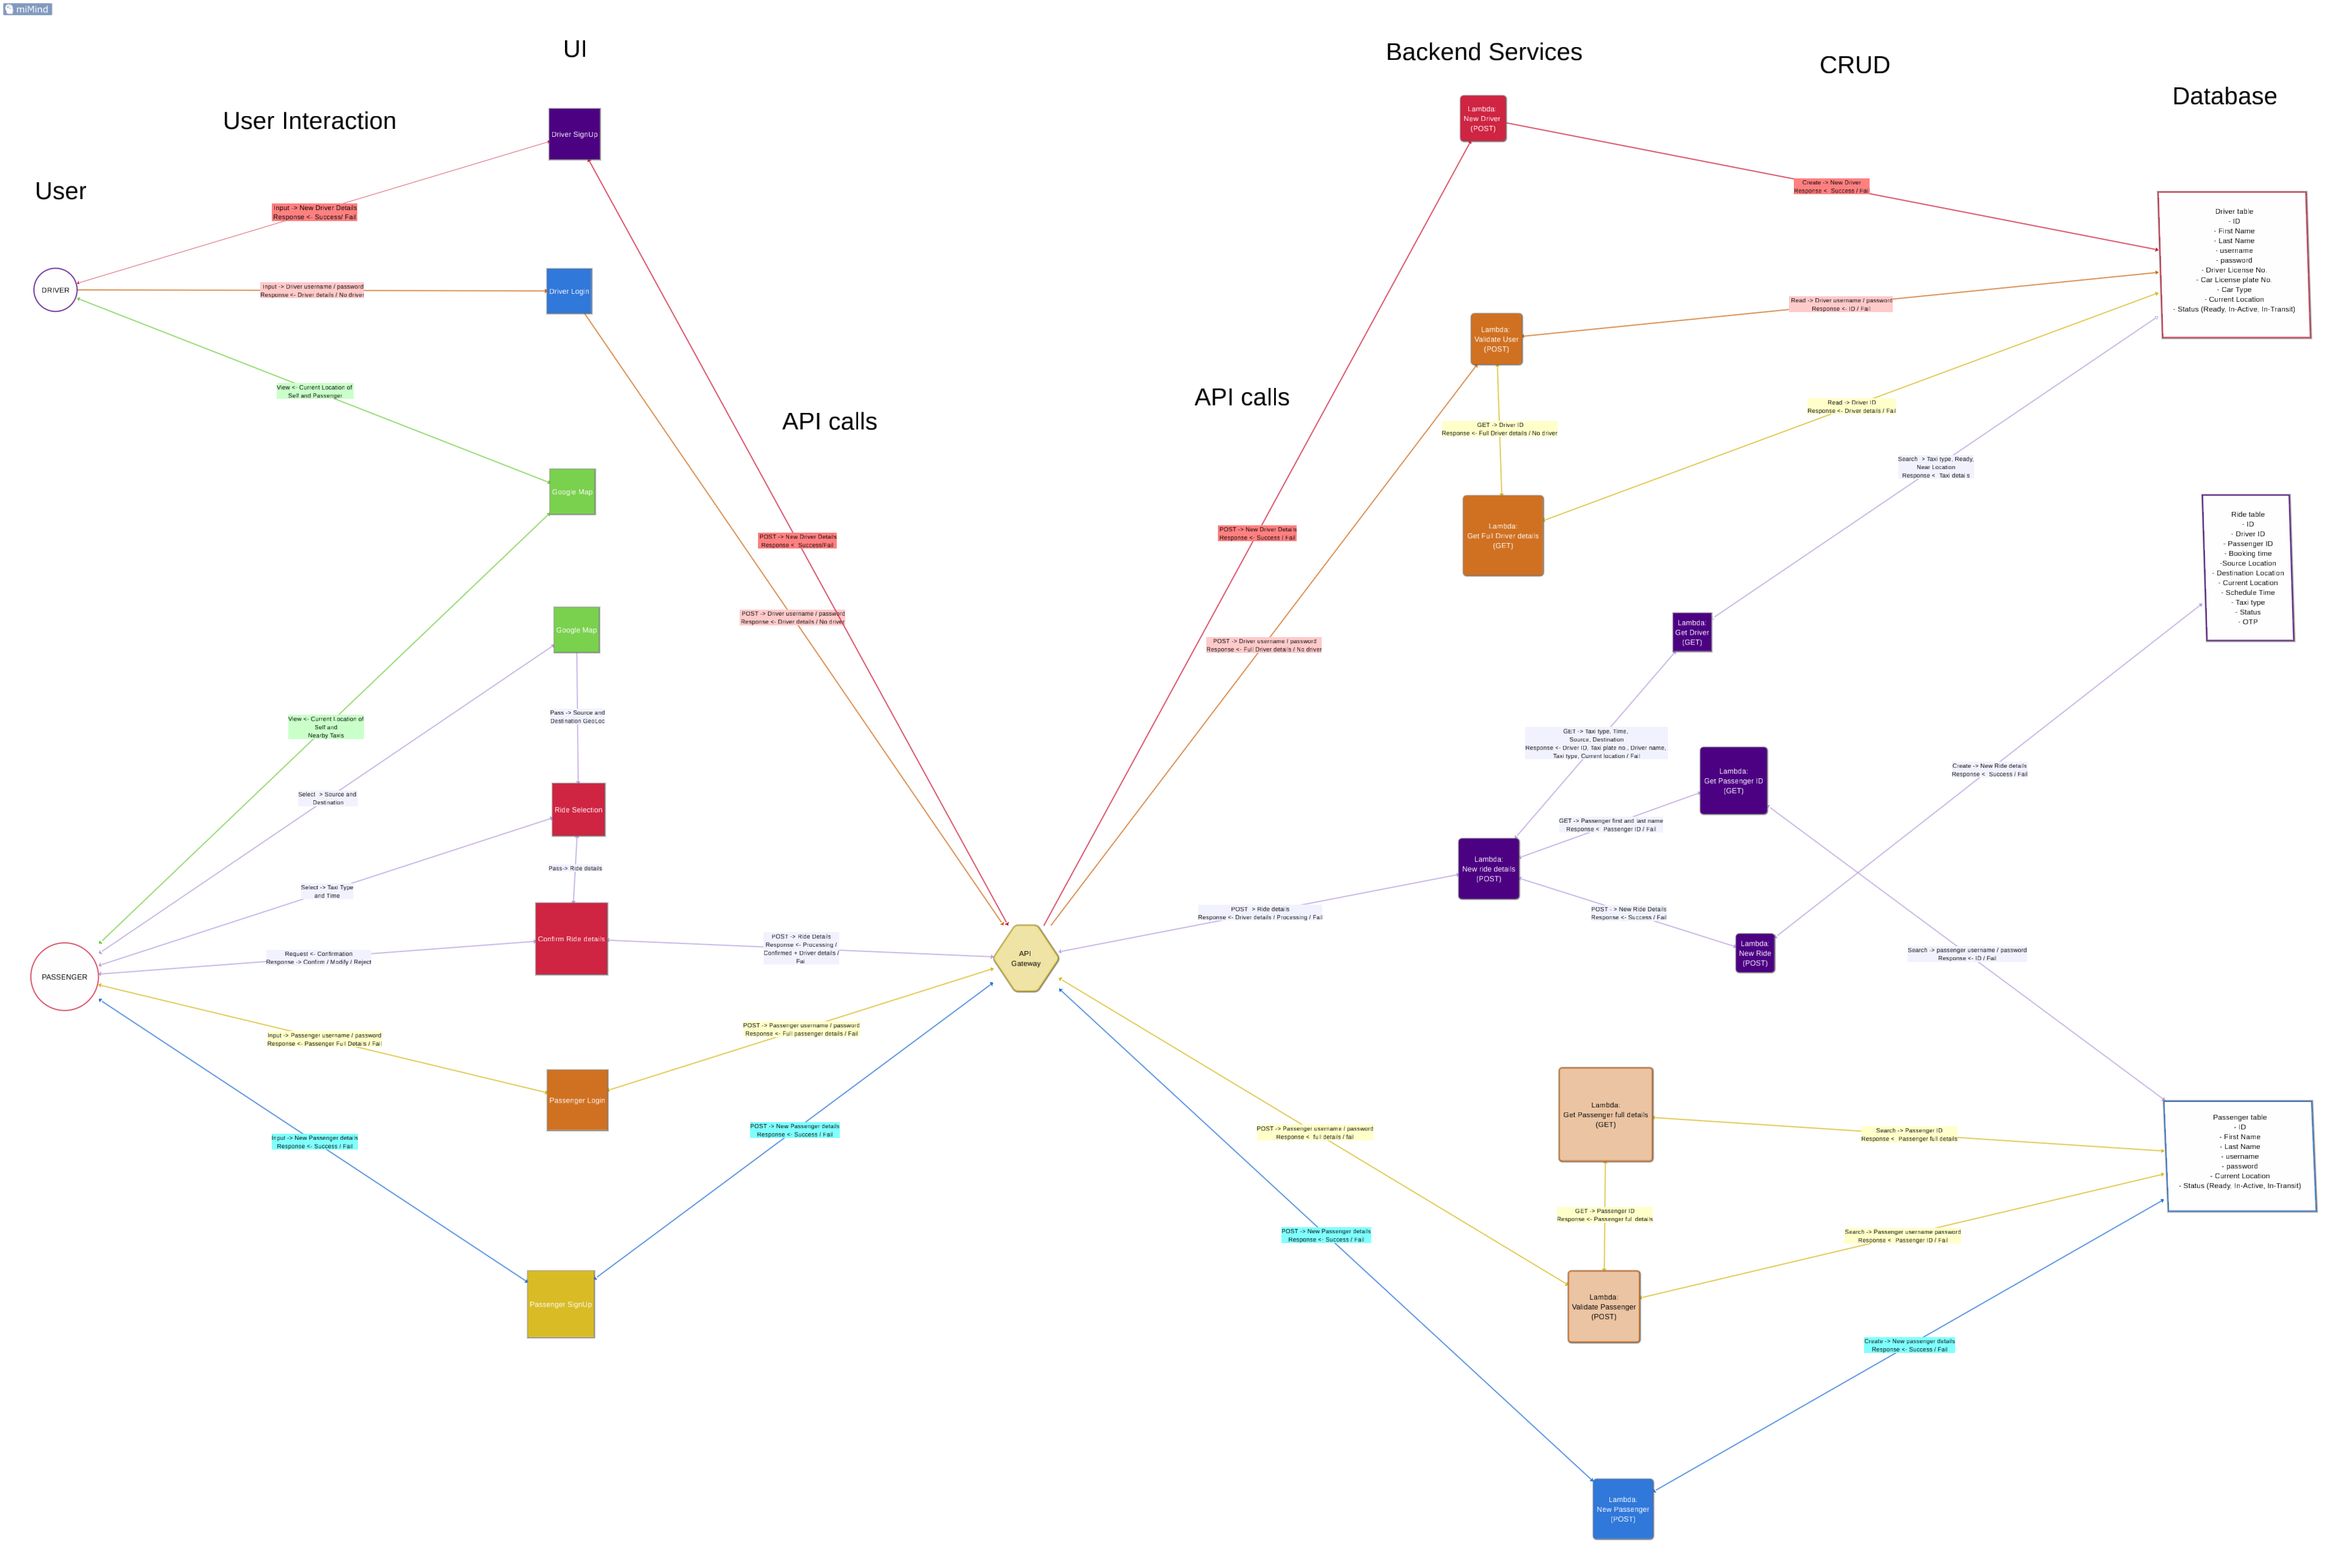 miMind
UI
Backend Services
CRUD
Database
User Interaction
User
API calls
API calls
DRIVER
PASSENGER
Input -> New Driver Details
Response <- Success/ Fail
Input -> Driver username / password
Response <- Driver details / No driver
View <- Current Location of
Self and Passenger
View <- Current Location of
Self and
Nearby Taxis
Select -> Source and
Destination
Select -> Taxi Type
and Time
Request <- Confirmation
Response -> Confirm / Modify / Reject
Input -> Passenger username / password
Response <- Passenger Full Details / Fail
Input -> New Passenger details
Response <- Success / Fail
Driver SignUp
Driver Login
Google Map
Google Map
Pass -> Source and
Destination GeoLoc
Ride Selection
Pass-> Ride details
Confirm Ride details
Passenger Login
Passenger SignUp
POST -> New Driver Details
Response <- Success/Fail
POST -> Driver username / password
Response <- Driver details / No driver
POST -> Ride Details
Response <- Processing /
Confirmed + Driver details /
Fail
POST -> Passenger username / password
Response <- Full passenger details / Fail
POST -> New Passenger details
Response <- Success / Fail
API
Gateway
POST -> New Driver Details
Response <- Success / Fail
POST -> Driver username / password
Response <- Full Driver details / No driver
POST -> Ride details
Response <- Driver details / Processing / Fail
POST -> Passenger username / password
Response <- full details / fail
POST -> New Passenger details
Response <- Success / Fail
Lambda:
New Driver
(POST)
Lambda:
Validate User
(POST)
GET -> Driver ID
Response <- Full Driver details / No driver
Lambda:
Get Full Driver details
(GET)
Lambda:
Get Driver
(GET)
GET -> Taxi type, Time,
Source, Destination
Response <- Driver ID, Taxi plate no., Driver name,
Taxi type, Current location / Fail
Lambda:
Get Passenger ID
(GET)
GET -> Passenger first and last name
Response <- Passenger ID / Fail
Lambda:
New ride details
(POST)
POST - > New Ride Details
Response <- Success / Fail
Lambda:
New Ride
(POST)
Lambda:
Get Passenger full details
(GET)
GET -> Passenger ID
Response <- Passenger full details
Lambda:
Validate Passenger
(POST)
Lambda:
New Passenger
(POST)
Create -> New Driver
Response <- Success / Fail
Read -> Driver username / password
Response <- ID / Fail
Read -> Driver ID
Response <- Driver details / Fail
Search -> Taxi type, Ready,
Near Location
Response <- Taxi details
Create -> New Ride details
Response <- Success / Fail
Search -> passenger username / password
Response <- ID / Fail
Search -> Passenger ID
Response <- Passenger full details
Search -> Passenger username password
Response <- Passenger ID / Fail
Create -> New passenger details
Response <- Success / Fail
Driver table
- ID
- First Name
- Last Name
- username
- password
- Driver License No.
- Car License plate No.
- Car Type
- Current Location
- Status (Ready, In-Active, In-Transit)
Ride table
- ID
- Driver ID
- Passenger ID
- Booking time
-Source Location
- Destination Location
- Current Location
- Schedule Time
- Taxi type
- Status
- OTP
Passenger table
- ID
- First Name
- Last Name
- username
- password
- Current Location
- Status (Ready, In-Active, In-Transit)